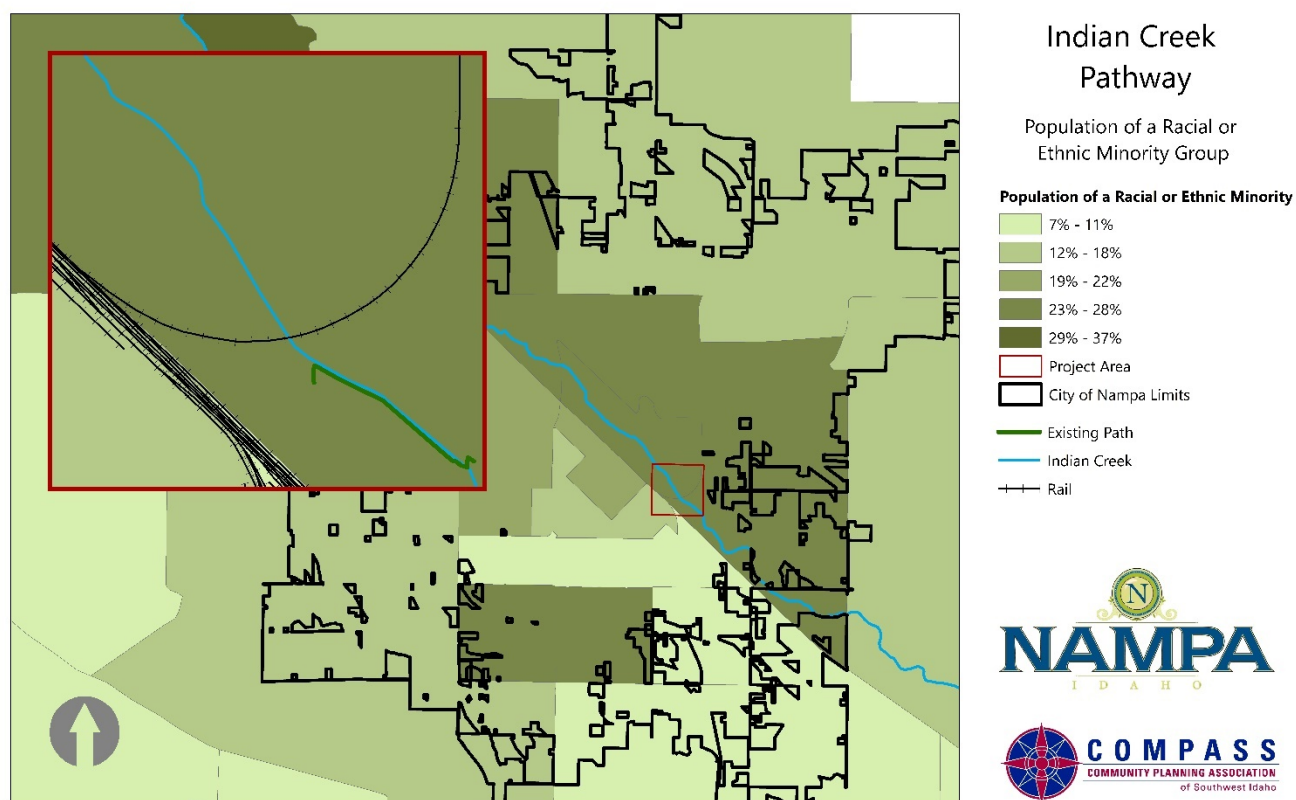 Indian Creek
Pathway
Population of a Racial or
Ethnic Minority Group
Population of a Racial or Ethnic Minority
7% - 11%
12% - 18%
19% - 22%
23% - 28%
29% - 37%
Project Area
City of Nampa Limits
Existing Path
Indian Creek
Rail
N
NAMPA
IDAHO
COMPASS
COMMUNITY PLANNING ASSOCIATION
of Southwest Idaho